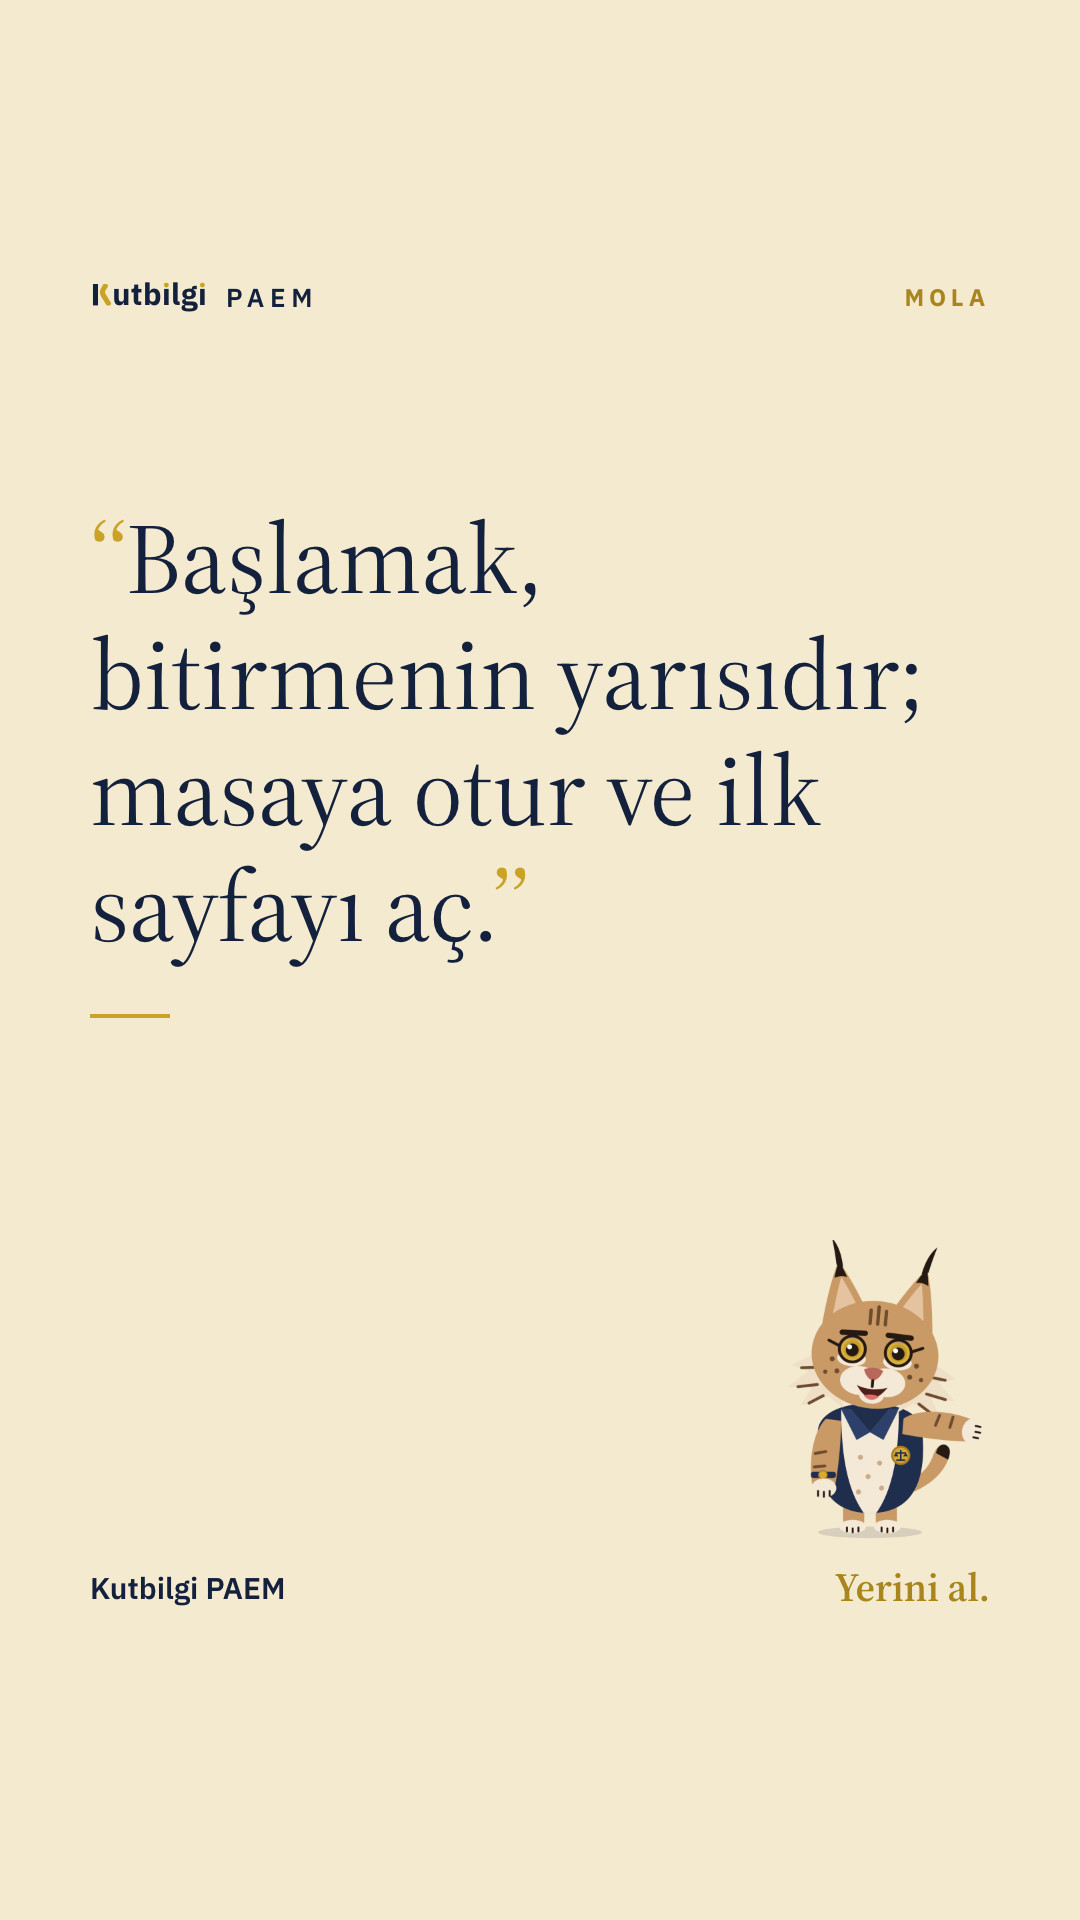 Kutbilgi PAEM
MOLA
“Başlamak,
bitirmenin yarısıdır;
masaya otur ve ilk
sayfayı aç.”
Kutbilgi PAEM
Yerini al.